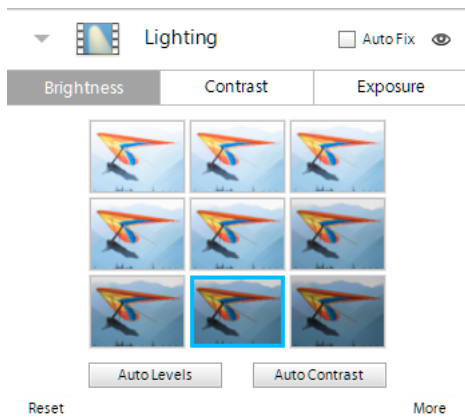 Lighting Auto Fix
Brightness Contrast Exposure
Auto Levels Auto Contrast
Reset More